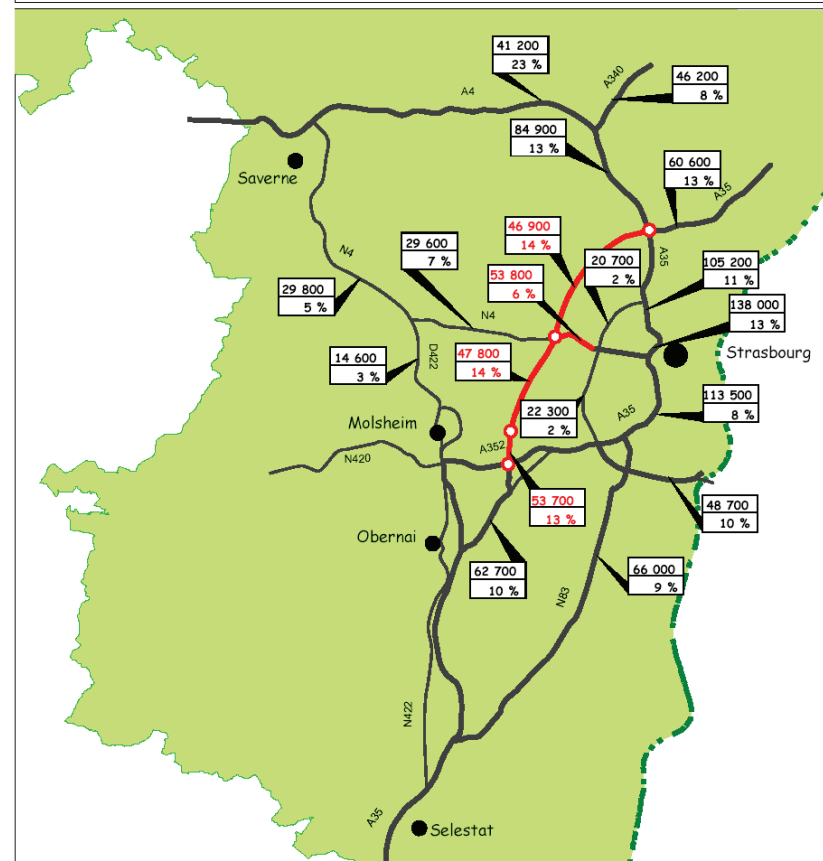 41 200
23 %
A340
46 200
8 %
A4
84 900
13 %
60 600
13 %
Saverne
A35
46 900
14 %
29 600
7 %
20 700
2 %
A35
105 200
11 %
N4
53 800
6 %
29 800
5 %
138 000
13 %
N4
Strasbourg
14 600
3 %
D422
47 800
14 %
113 500
8 %
22 300
2 %
A35
Molsheim
A352
N420
53 700
13 %
48 700
10 %
Obernai
62 700
10 %
66 000
9 %
N83
N422
A35
Selestat